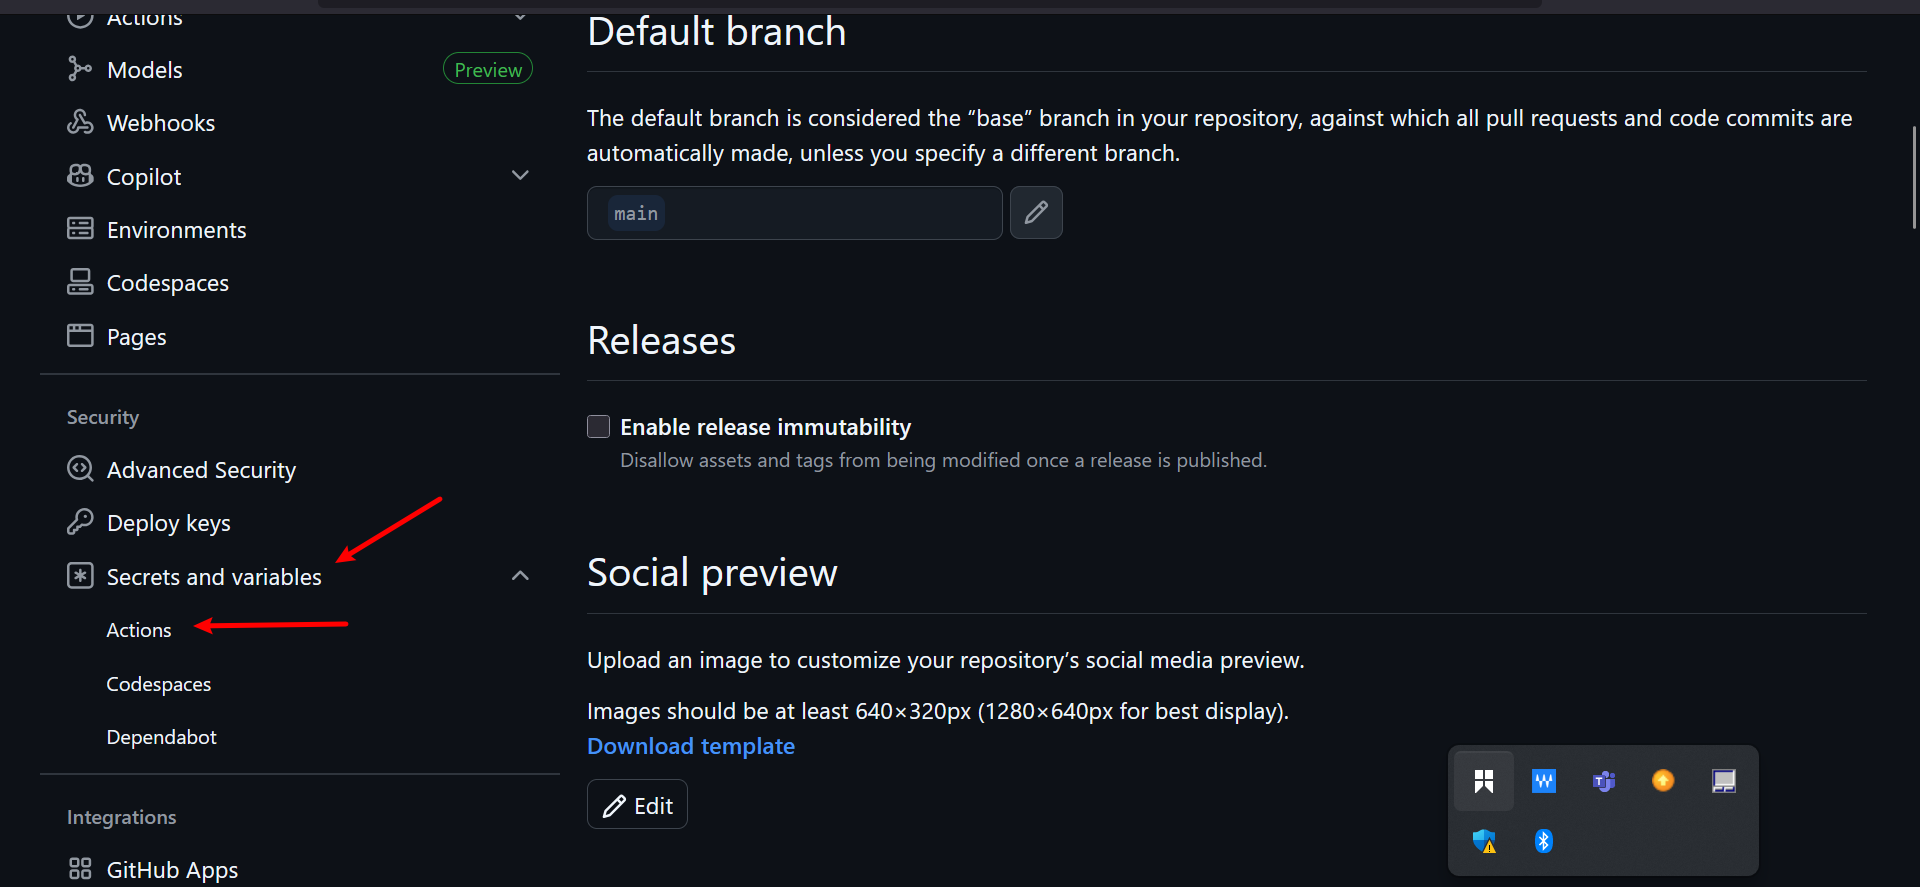 Actions
Models
Preview
Webhooks
Copilot
Environments
Codespaces
Pages
Security
Advanced Security
Deploy keys
Secrets and variables
Actions
Codespaces
Dependabot
Integrations
GitHub Apps
Default branch
The default branch is considered the “base” branch in your repository, against which all pull requests and code commits are
automatically made, unless you specify a different branch.
main
Releases
Enable release immutability
Disallow assets and tags from being modified once a release is published.
Social preview
Upload an image to customize your repository’s social media preview.
Images should be at least 640×320px (1280×640px for best display).
Download template
Edit